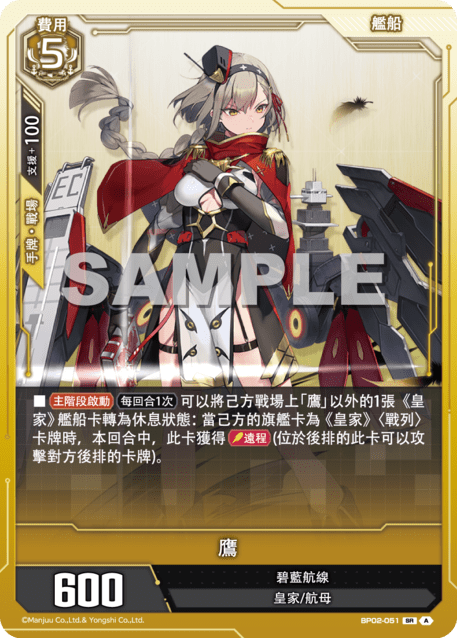 費用
5
艦船
支援+100
手牌・戰場
EC
SAMPLE
■ 主階段啟動 每回合1次 可以將己方戰場上「鷹」以外的1張《皇
家》艦船卡轉為休息狀態：當己方的旗艦卡為《皇家》〈戰列〉
卡牌時，本回合中，此卡獲得 遠程 (位於後排的此卡可以攻
擊對方後排的卡牌)。
鷹
600
碧藍航線
皇家/航母
©Manjuu Co.,Ltd.& Yongshi Co.,Ltd.
BP02-051 SR A